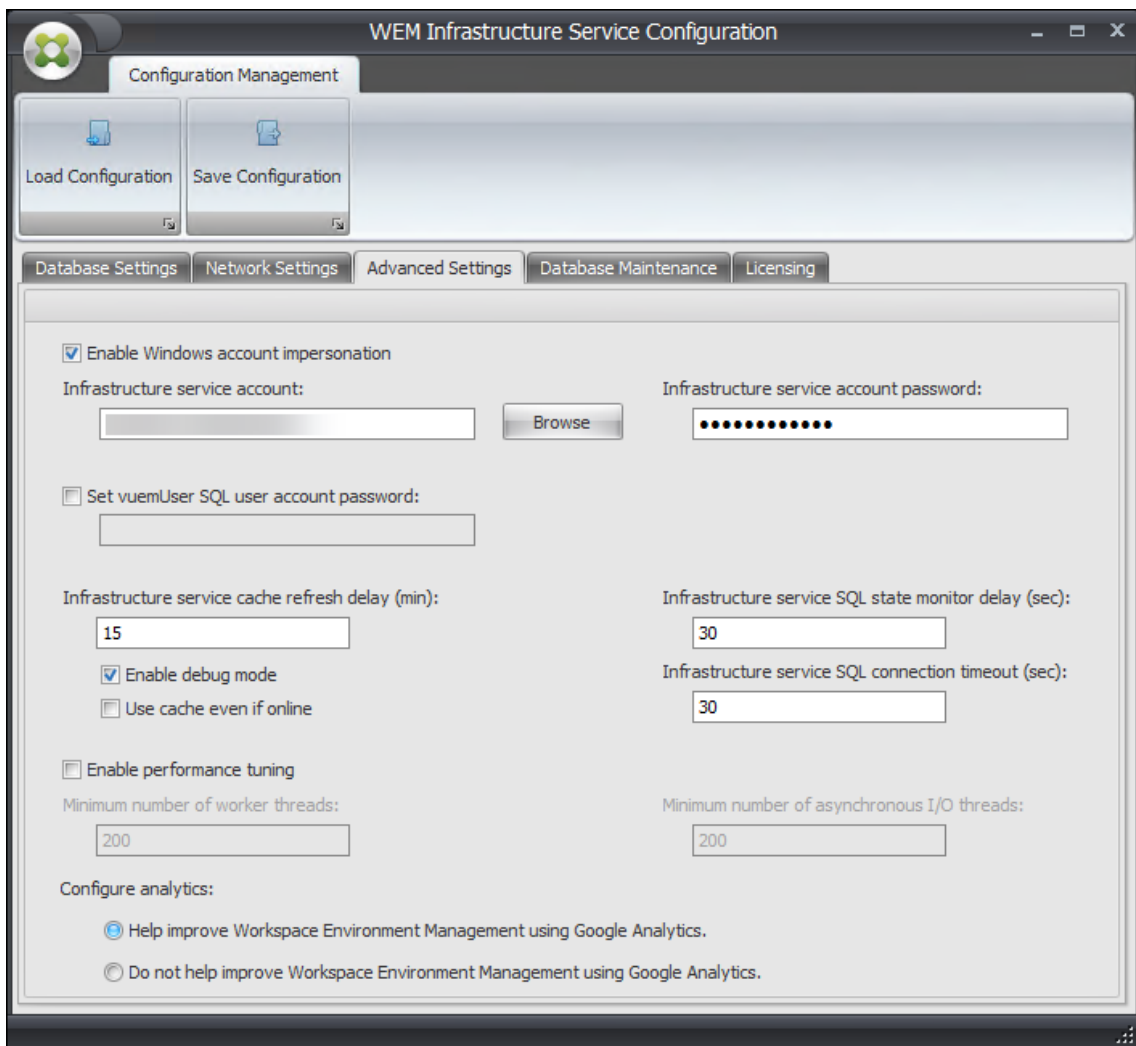 WEM Infrastructure Service Configuration
Configuration Management
Load Configuration
Save Configuration
Database Settings
Network Settings
Advanced Settings
Database Maintenance
Licensing
Enable Windows account impersonation
Infrastructure service account:
Infrastructure service account password:
Browse
••••••••••••
Set vuemUser SQL user account password:
Infrastructure service cache refresh delay (min):
Infrastructure service SQL state monitor delay (sec):
15
30
Enable debug mode
Infrastructure service SQL connection timeout (sec):
Use cache even if online
30
Enable performance tuning
Minimum number of worker threads:
Minimum number of asynchronous I/O threads:
200
200
Configure analytics:
Help improve Workspace Environment Management using Google Analytics.
Do not help improve Workspace Environment Management using Google Analytics.